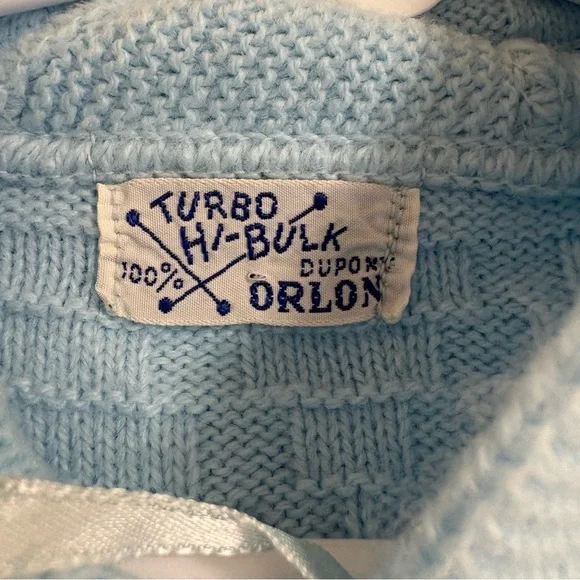 TURBO
HI-BULK
100% DUPONT'S
ORLON